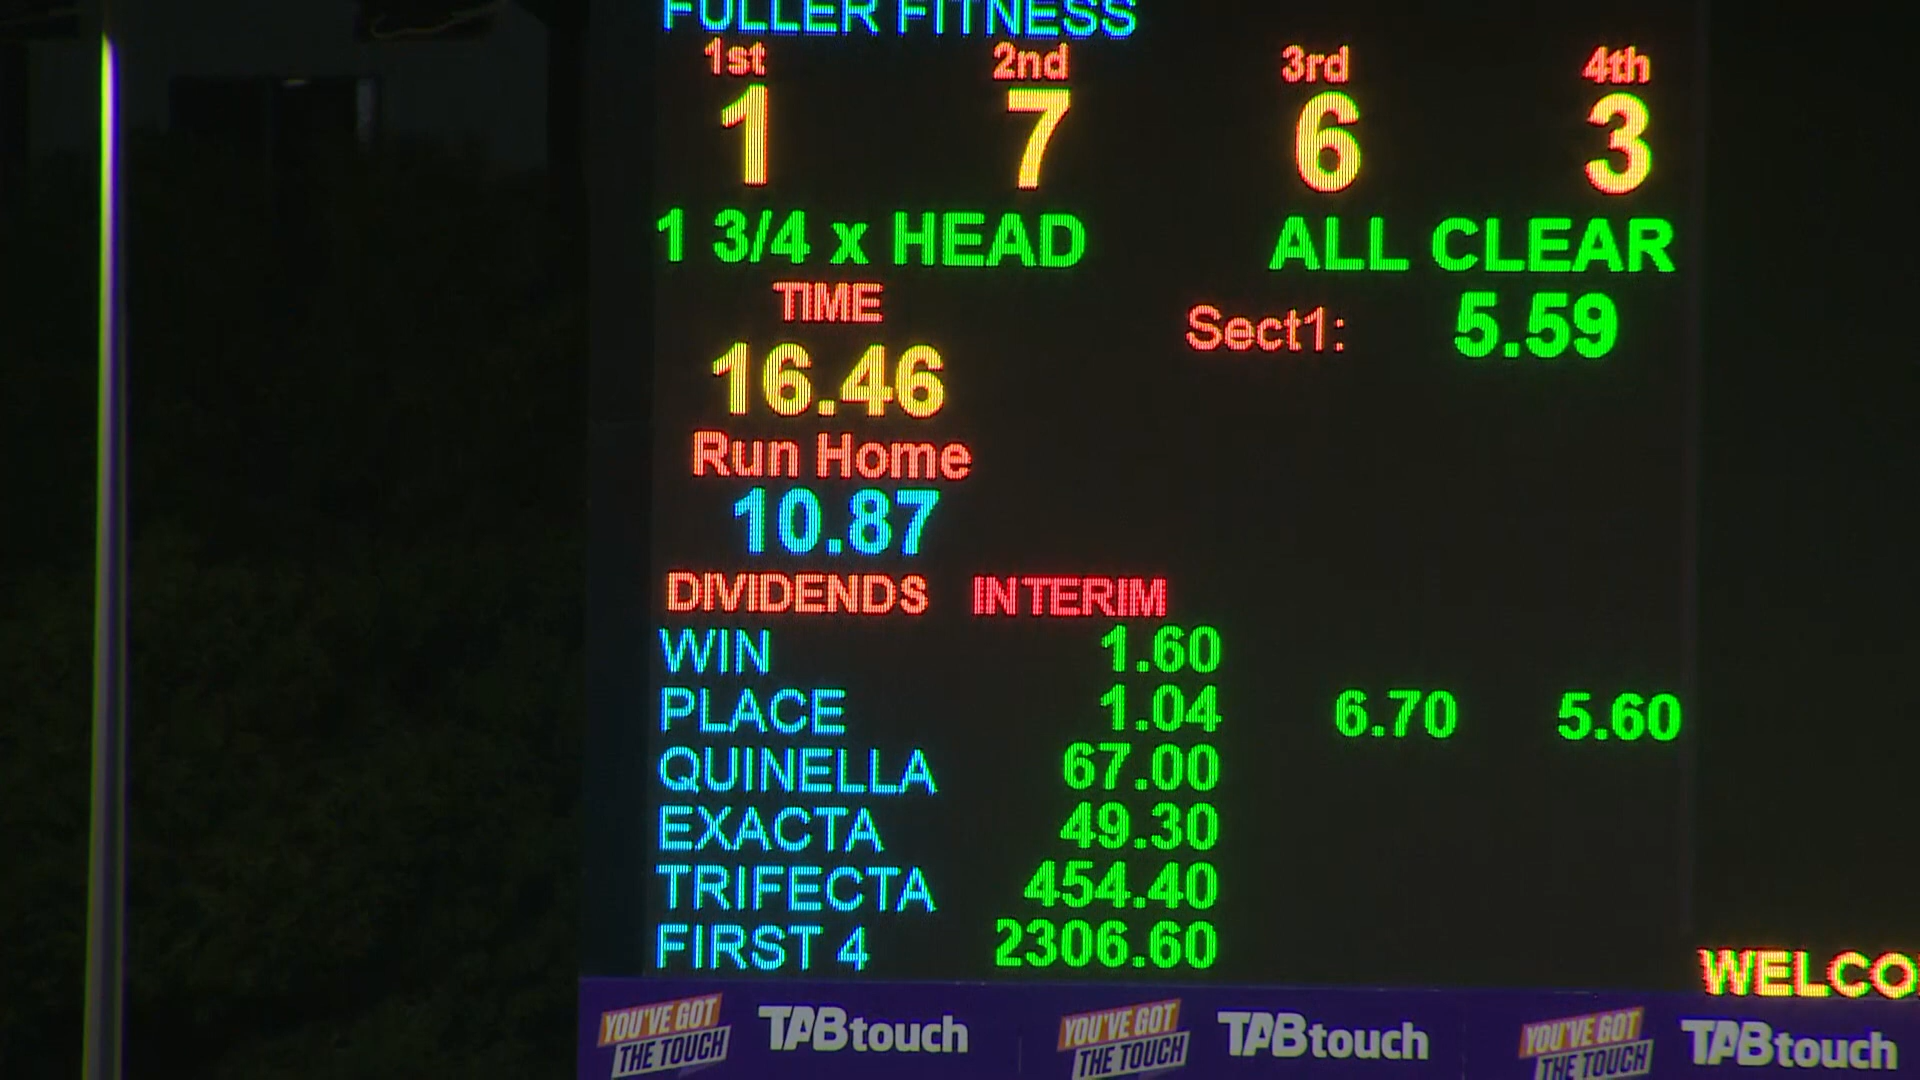 FULLER FITNESS
1st 2nd 3rd 4th
1 7 6 3
1 3/4 x HEAD ALL CLEAR
TIME
Sect1: 5.59
16.46
Run Home
10.87
DIVIDENDS INTERIM
WIN 1.60
PLACE 1.04 6.70 5.60
QUINELLA 67.00
EXACTA 49.30
TRIFECTA 454.40
FIRST 4 2306.60
WELCO
YOU'VE GOT THE TOUCH TABtouch YOU'VE GOT THE TOUCH TABtouch YOU'VE GOT THE TOUCH TABtouch